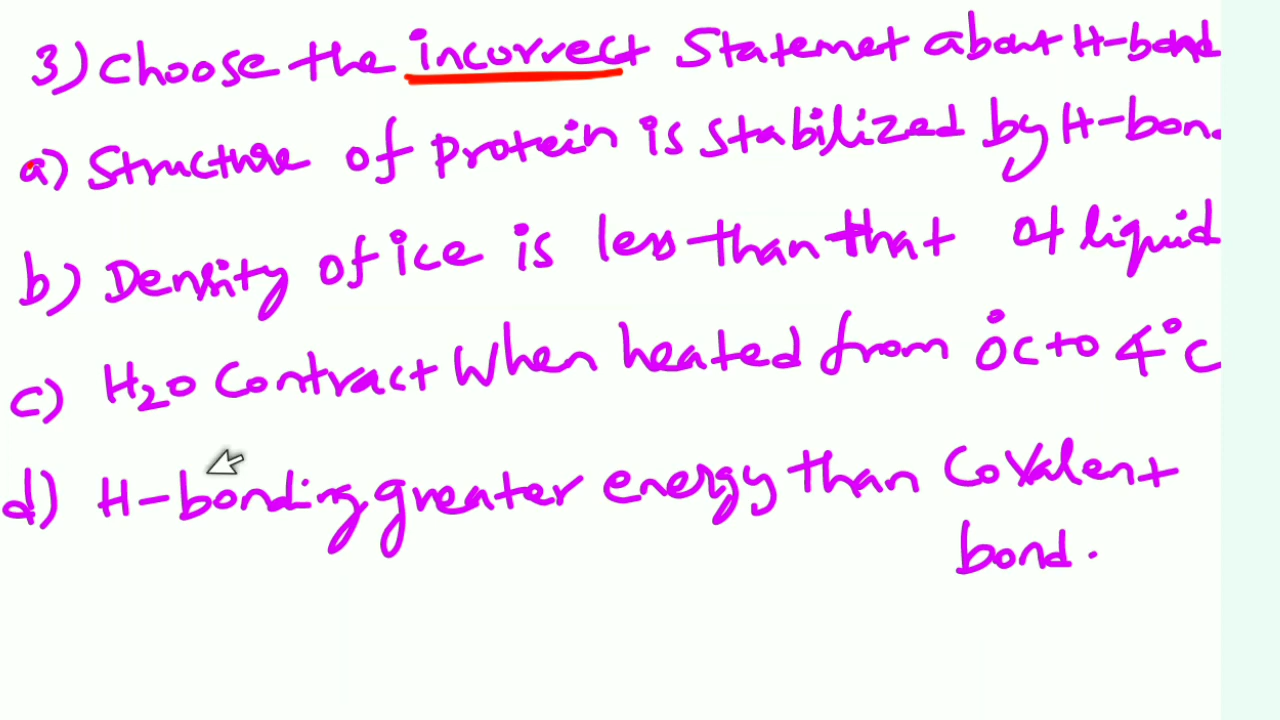 3) Choose the incorrect Statemet about H-bond
a) Structure of Protein is stabilized by H-bon
b) Density of ice is less than that of liquid
c) H2O Contract When heated from 0°C to 4°C
d) H-bonding greater energy than Covalent
bond.